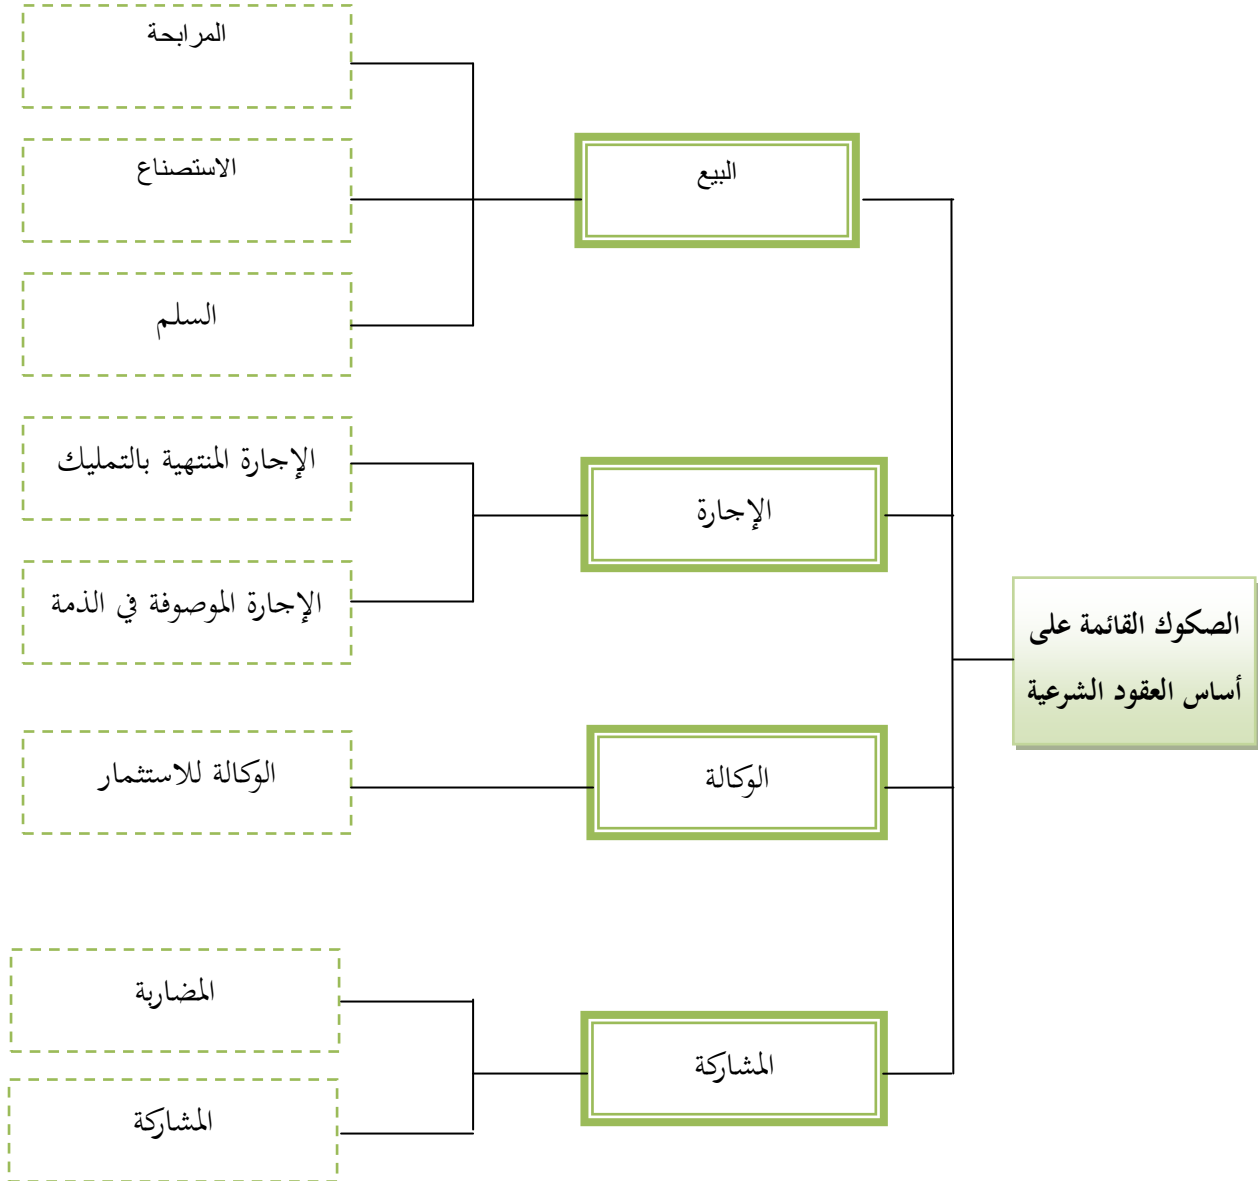 الصكوك القائمة على
أساس العقود الشرعية
البيع
المرابحة
الاستصناع
السلم
الإجارة
الإجارة المنتهية بالتمليك
الإجارة الموصوفة في الذمة
الوكالة
الوكالة للاستثمار
المشاركة
المضاربة
المشاركة